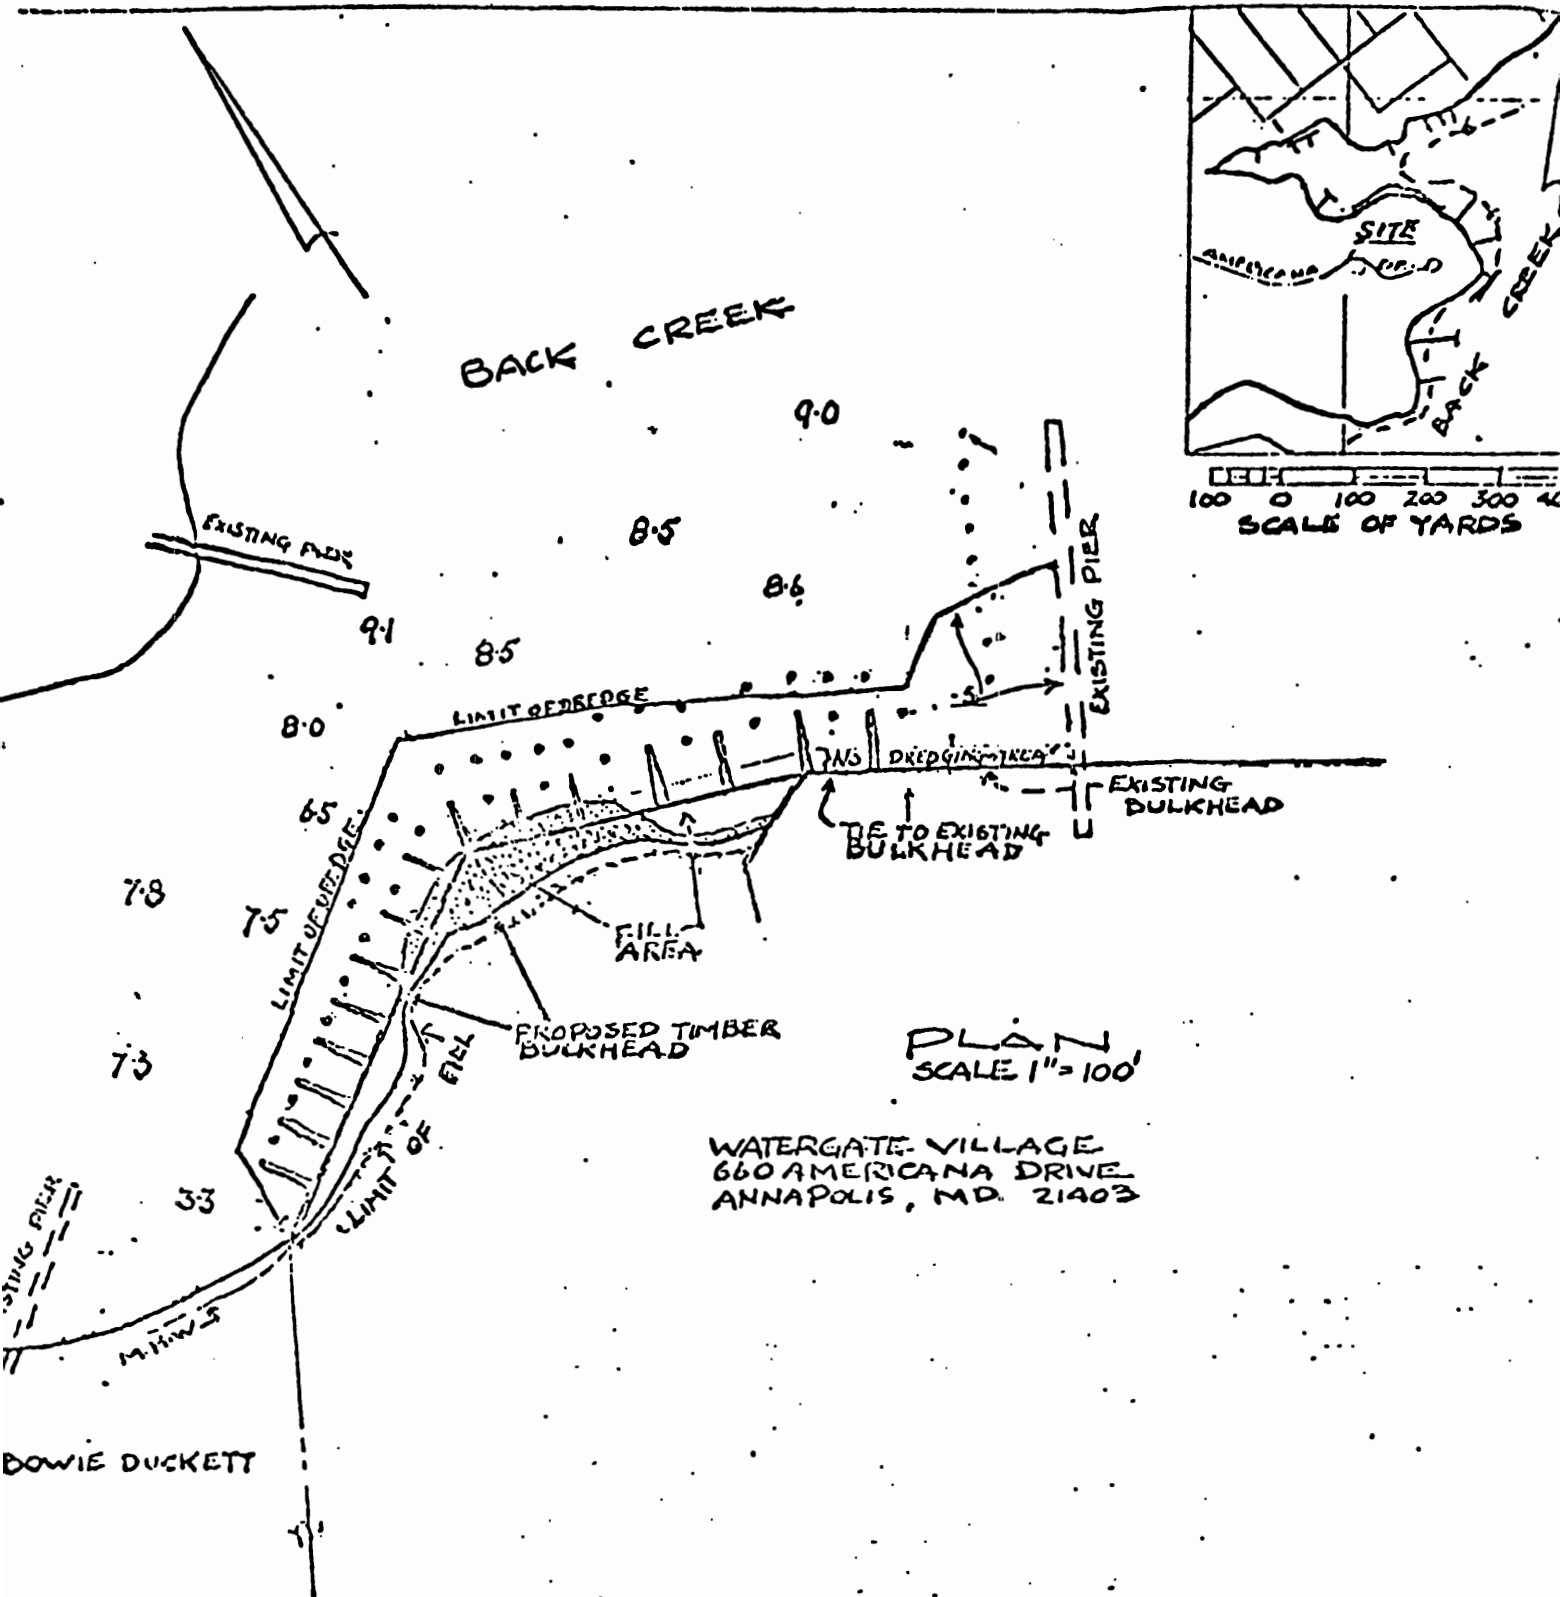 SITE
BACK CREEK
100 0 100 200 300
SCALE OF YARDS
BACK CREEK
9.0
8.5
8.6
EXISTING
9.1
8.5
EXISTING PIER
LIMIT OF DREDGE
8.0
DREDGING AREA
EXISTING
BULKHEAD
6.5
TIE TO EXISTING
BULKHEAD
LIMIT OF DREDGE
7.8
7.5
FILL
AREA
PROPOSED TIMBER
BULKHEAD
7.3
LIMIT OF FILL
PLAN
SCALE 1"=100'
WATERGATE VILLAGE
660 AMERICANA DRIVE
ANNAPOLIS, MD. 21403
3.3
PIER
M.H.W
BOWIE DUCKETT